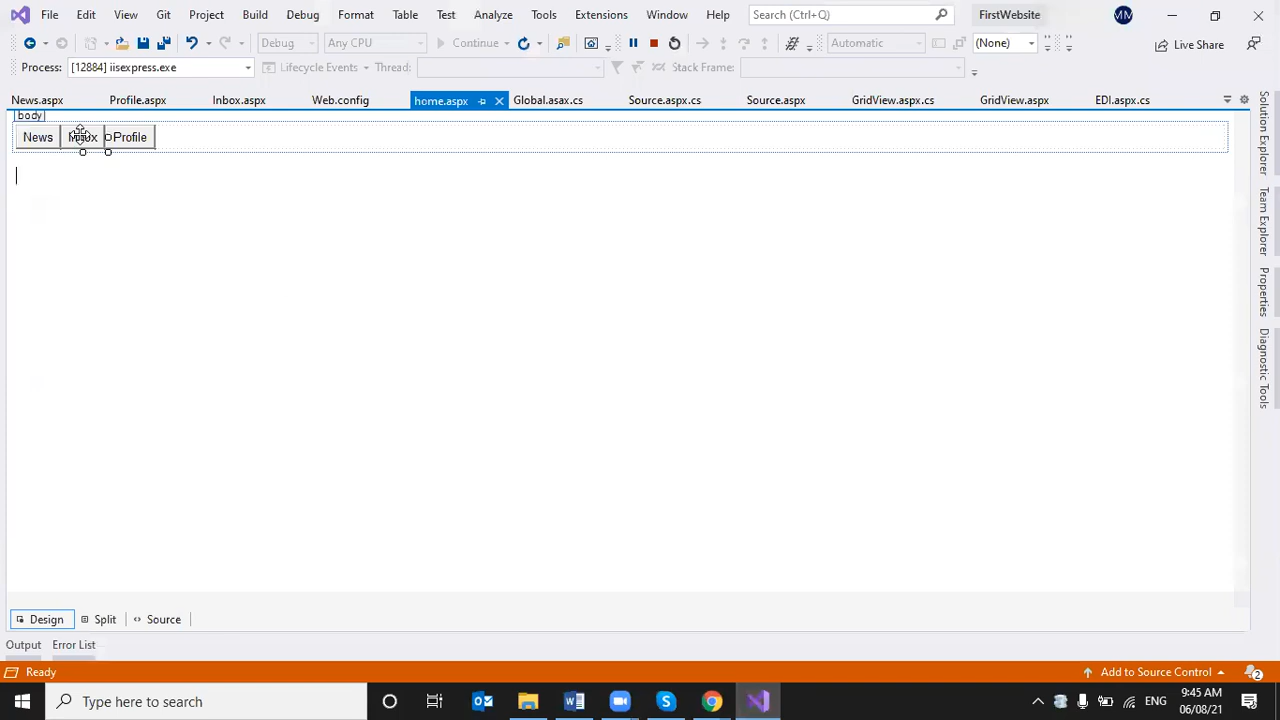 File Edit View Git Project Build Debug Format Table Test Analyze Tools Extensions Window Help Search (Ctrl+Q) FirstWebsite MM
Debug Any CPU Continue Automatic (None) Live Share
Process: [12884] iisexpress.exe Lifecycle Events Thread: Stack Frame:
News.aspx Profile.aspx Inbox.aspx Web.config home.aspx Global.asax.cs Source.aspx.cs Source.aspx GridView.aspx.cs GridView.aspx EDI.aspx.cs
body
News Inbox Profile
Solution Explorer
Team Explorer
Properties
Diagnostic Tools
Design Split Source
Output Error List
Ready Add to Source Control 2
Type here to search ENG 9:45 AM
06/08/21